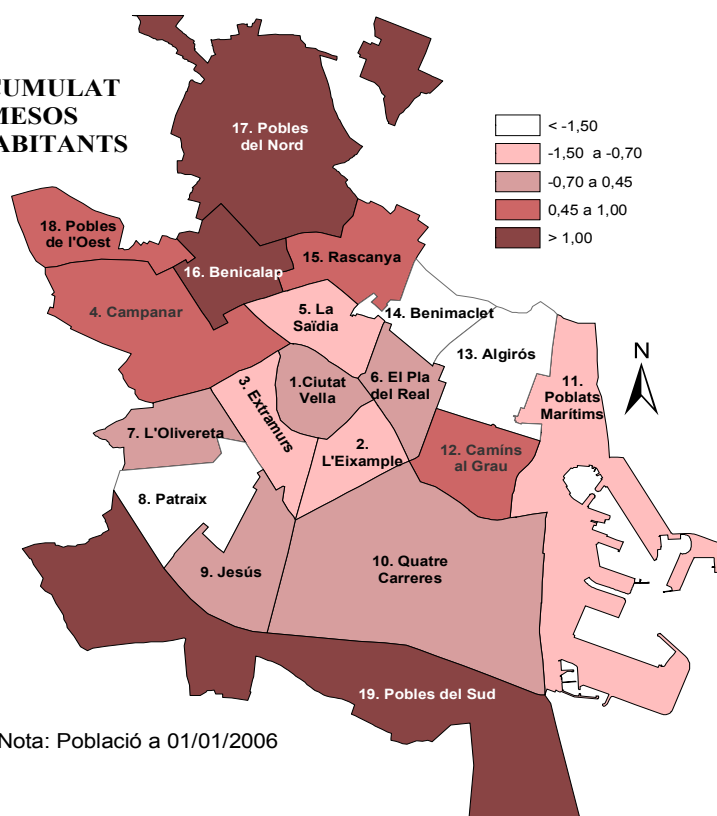 CUMULAT
MESOS
ABITANTS
17. Pobles
del Nord
< -1,50
-1,50 a -0,70
-0,70 a 0,45
0,45 a 1,00
> 1,00
18. Pobles
de l'Oest
16. Benicalap
15. Rascanya
4. Campanar
5. La
Saïdia
14. Benimaclet
13. Algirós
N
11.
Poblats
Marítims
3. Extramurs
1.Ciutat
Vella
6. El Pla
del Real
7. L'Olivereta
2.
L'Eixample
12. Camíns
al Grau
8. Patraix
9. Jesús
10. Quatre
Carreres
19. Pobles del Sud
Nota: Població a 01/01/2006